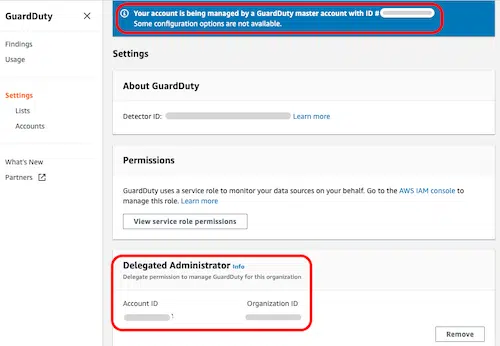 GuardDuty
Findings
Usage
Settings
Lists
Accounts
What's New
Partners
Your account is being managed by a GuardDuty master account with ID #
Some configuration options are not available.
Settings
About GuardDuty
Detector ID: Learn more
Permissions
GuardDuty uses a service role to monitor your data sources on your behalf. Go to the AWS IAM console to
manage this role. Learn more
View service role permissions
Delegated Administrator Info
Delegate permission to manage GuardDuty for this organization
Account ID Organization ID
Remove